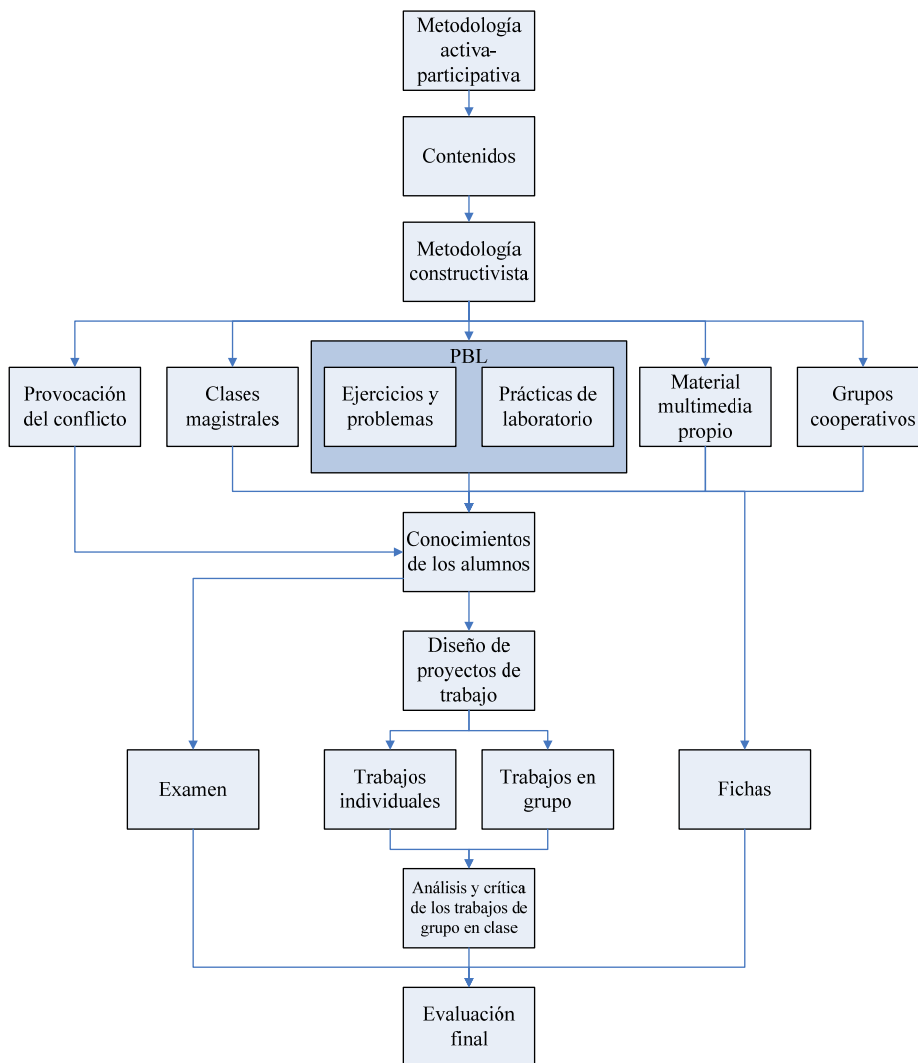 Metodología
activa-
participativa
Contenidos
Metodología
constructivista
PBL
Provocación
del conflicto
Clases
magistrales
Ejercicios y
problemas
Prácticas de
laboratorio
Material
multimedia
propio
Grupos
cooperativos
Conocimientos
de los alumnos
Diseño de
proyectos de
trabajo
Examen
Trabajos
individuales
Trabajos en
grupo
Fichas
Análisis y crítica
de los trabajos de
grupo en clase
Evaluación
final